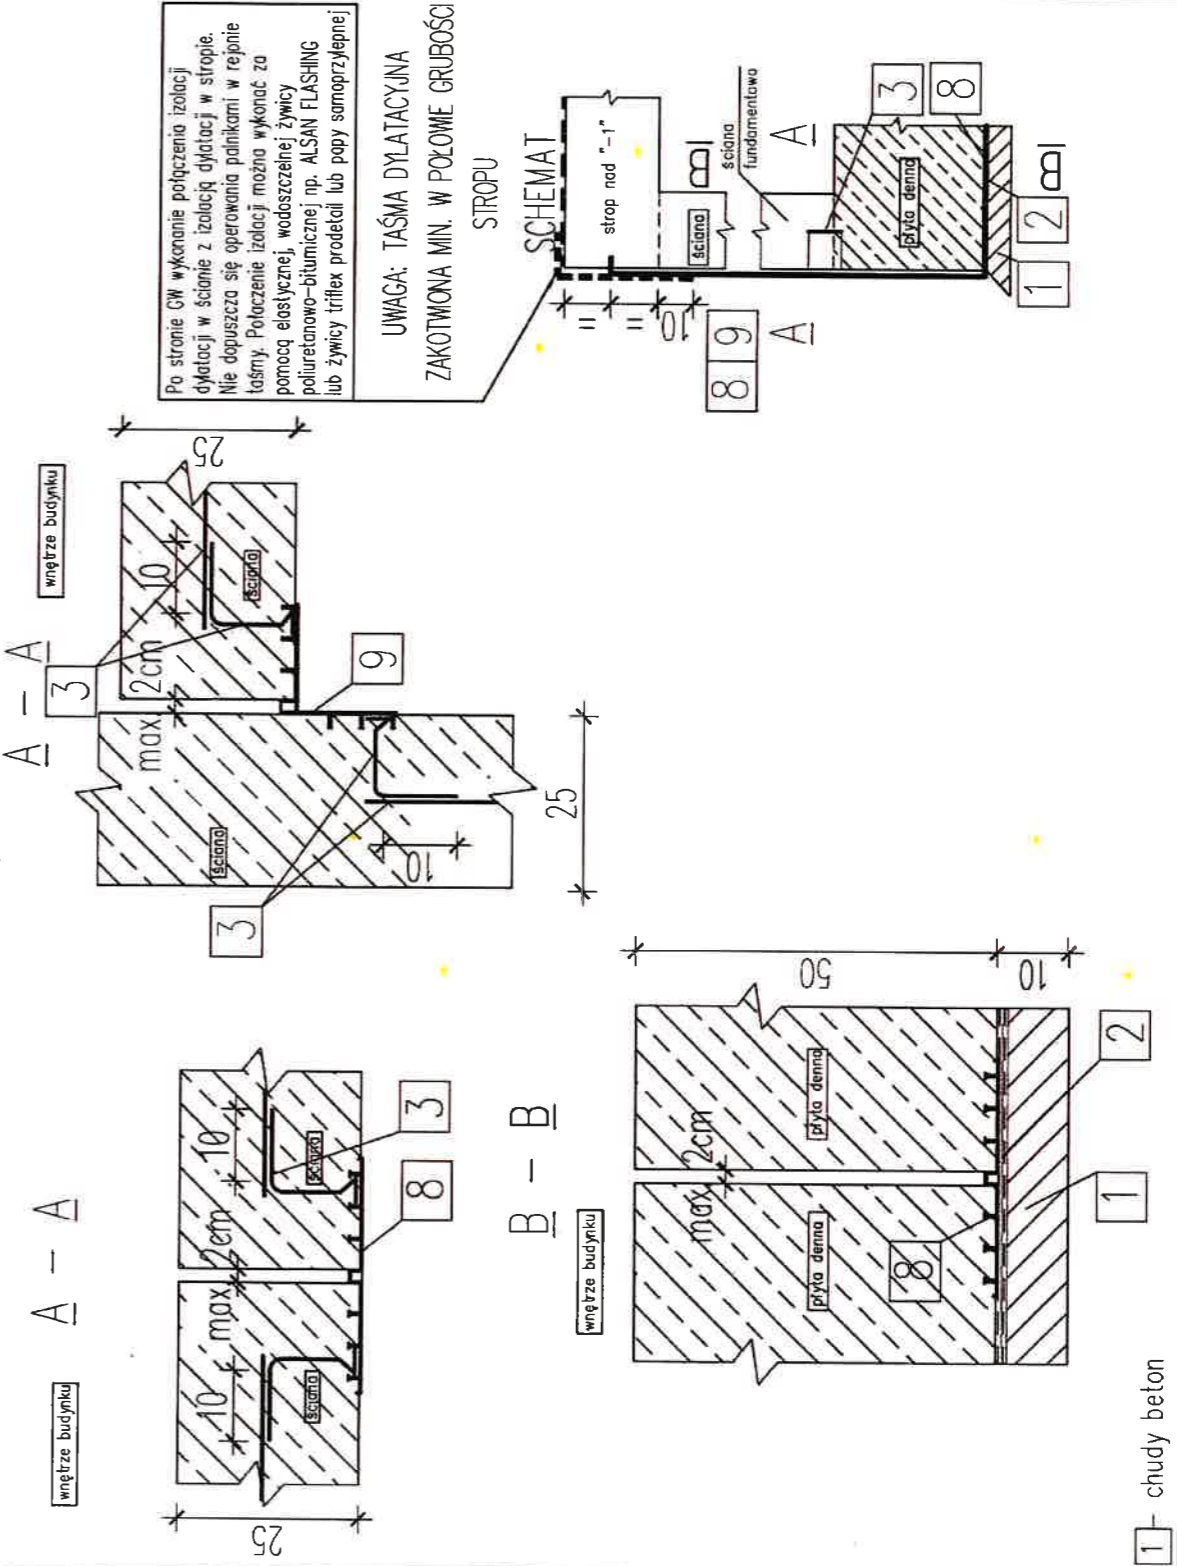 A – A
wnętrze budynku
25
10
max 2cm
10
ściana
ściana
3
8
A – A
wnętrze budynku
3
max 2cm
10
25
ściana
ściana
9
3
10
25
Po stronie GW wykonanie połączenia izolacji
dylatacji w ścianie z izolacją dylatacji w stropie.
Nie dopuszcza się operowania palnikami w rejonie
taśmy. Połaczenie izolacji można wykonać za
pomocą elastycznej, wodoszczelnej żywicy
poliuretanowo–bitumicznej np. ALSAN FLASHING
lub żywicy triflex prodetail lub papy samoprzylepnej
UWAGA: TAŚMA DYLATACYJNA
ZAKOTWIONA MIN. W POŁOWIE GRUBOŚCI
STROPU
SCHEMAT
strop nad "–1"
=
=
10
ściana
B
ściana
fundamentowa
8 9
A
A
3
8
płyta denna
1
2
B
B – B
wnętrze budynku
max 2cm
płyta denna
płyta denna
8
50
10
1
2
1 – chudy beton